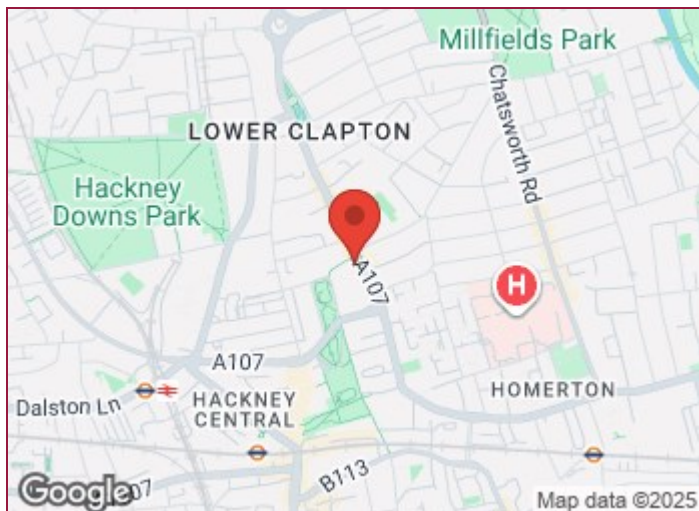 Millfields Park
LOWER CLAPTON
Chatsworth Rd
Hackney
Downs Park
A107
H
A107
HACKNEY
CENTRAL
Dalston Ln
HOMERTON
B113
Google
07
Map data ©2025